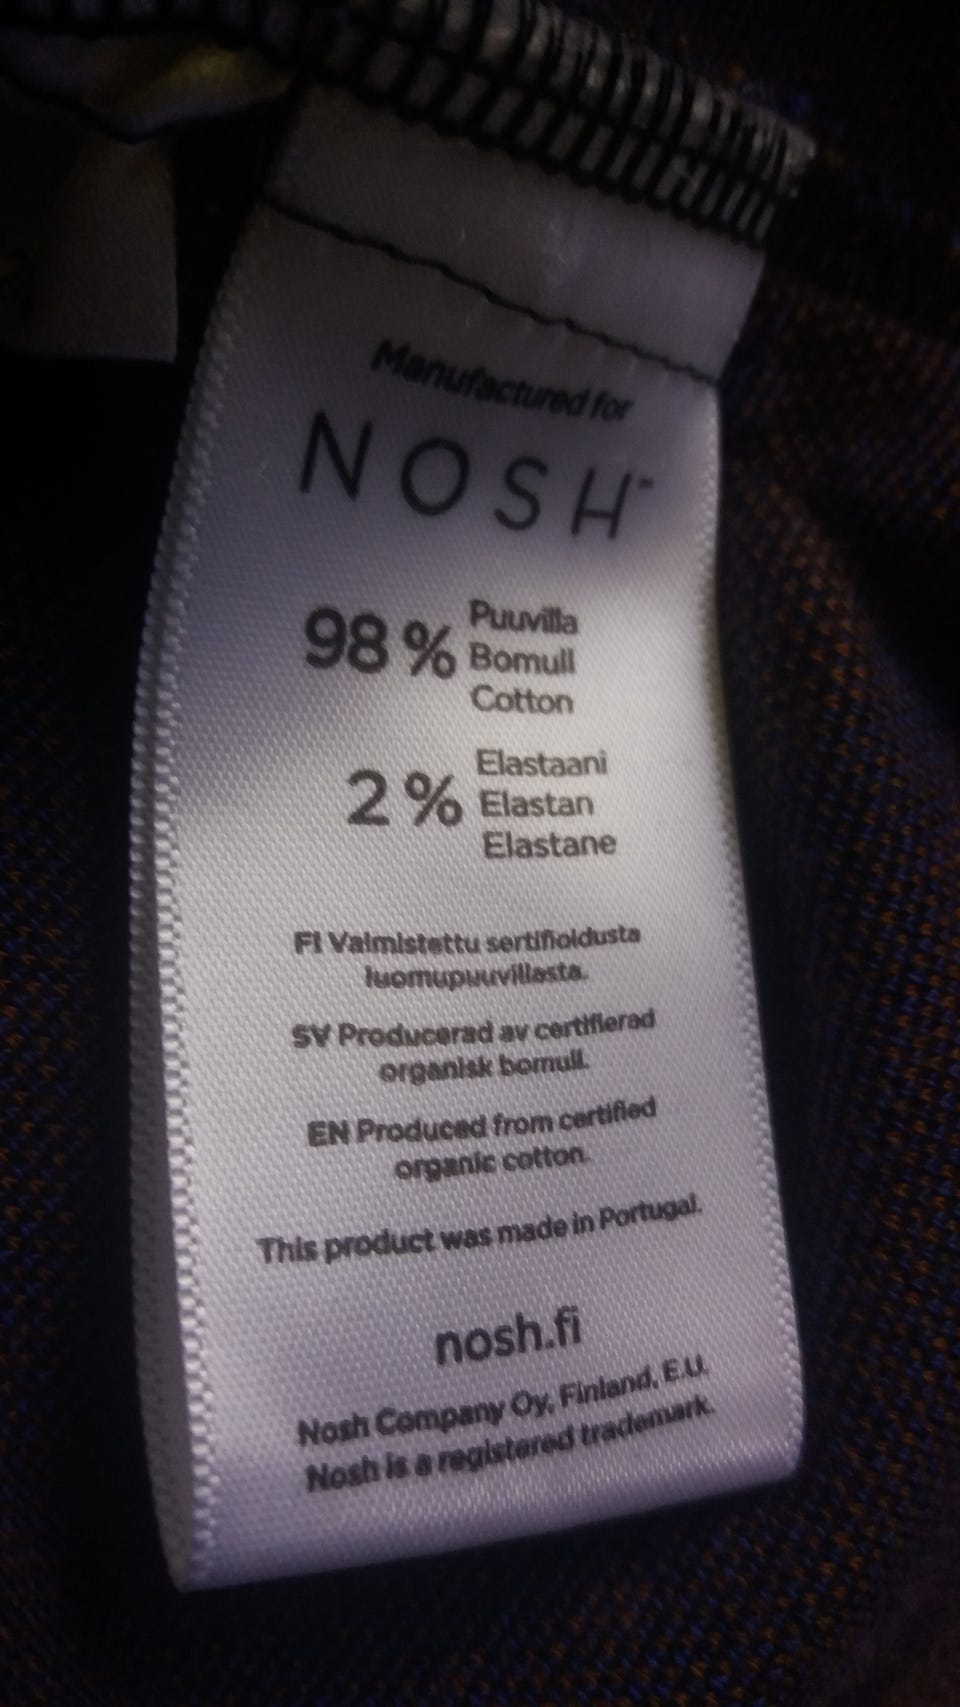 Manufactured for
NOSH™
98 % Puuvilla
Bomull
Cotton
2 % Elastaani
Elastan
Elastane
FI Valmistettu sertifioidusta
luomupuuvillasta.
SV Producerad av certifierad
organisk bomull.
EN Produced from certified
organic cotton.
This product was made in Portugal.
nosh.fi
Nosh Company Oy, Finland, E.U.
Nosh is a registered trademark.